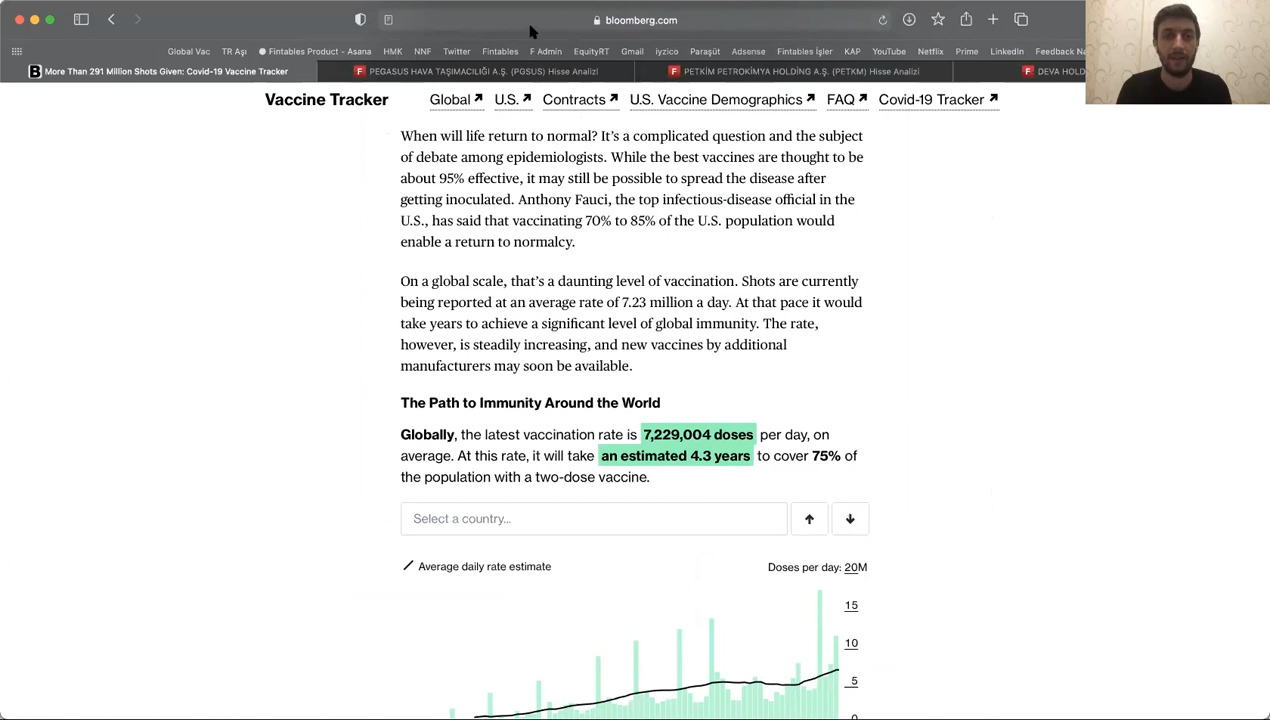 bloomberg.com
Global Vac TR Aşı Fintables Product – Asana HMK NNF Twitter Fintables F Admin EquityRT Gmail iyzico Paraşüt Adsense Fintables İşler KAP YouTube Netflix Prime LinkedIn Feedback
More Than 291 Million Shots Given: Covid-19 Vaccine Tracker
PEGASUS HAVA TAŞIMACILIĞI A.Ş. (PGSUS) Hisse Analizi
PETKİM PETROKİMYA HOLDİNG A.Ş. (PETKM) Hisse Analizi
DEVA HOLD
Vaccine Tracker Global U.S. Contracts U.S. Vaccine Demographics FAQ Covid-19 Tracker
When will life return to normal? It's a complicated question and the subject
of debate among epidemiologists. While the best vaccines are thought to be
about 95% effective, it may still be possible to spread the disease after
getting inoculated. Anthony Fauci, the top infectious-disease official in the
U.S., has said that vaccinating 70% to 85% of the U.S. population would
enable a return to normalcy.
On a global scale, that's a daunting level of vaccination. Shots are currently
being reported at an average rate of 7.23 million a day. At that pace it would
take years to achieve a significant level of global immunity. The rate,
however, is steadily increasing, and new vaccines by additional
manufacturers may soon be available.
The Path to Immunity Around the World
Globally, the latest vaccination rate is 7,229,004 doses per day, on
average. At this rate, it will take an estimated 4.3 years to cover 75% of
the population with a two-dose vaccine.
Select a country...
Average daily rate estimate
Doses per day: 20M
15
10
5
0